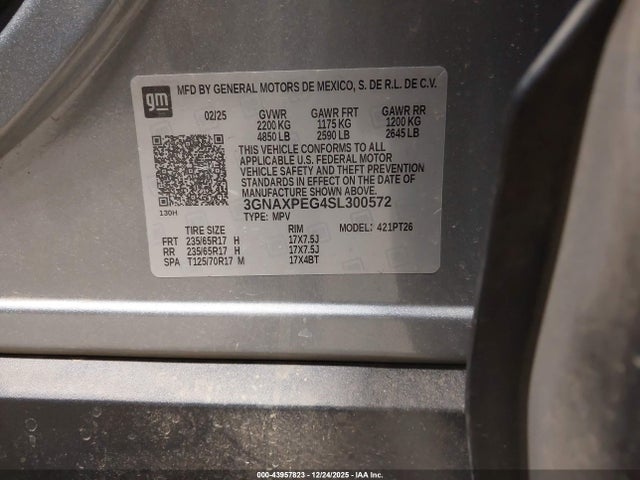 MFD BY GENERAL MOTORS DE MEXICO, S. DE R.L. DE C.V.
gm
02/25 GVWR GAWR FRT GAWR RR
2200 KG 1175 KG 1200 KG
4850 LB 2590 LB 2645 LB
THIS VEHICLE CONFORMS TO ALL
APPLICABLE U.S. FEDERAL MOTOR
VEHICLE SAFETY AND THEFT PREVENTION
STANDARDS IN EFFECT ON THE DATE OF
MANUFACTURE SHOWN ABOVE.
3GNAXPEG4SL300572
130H
TYPE: MPV
TIRE SIZE RIM MODEL: 421PT26
FRT 235/65R17 H 17X7.5J
RR 235/65R17 H 17X7.5J
SPA T125/70R17 M 17X4BT
000-43957823 - 12/24/2025 - IAA Inc.